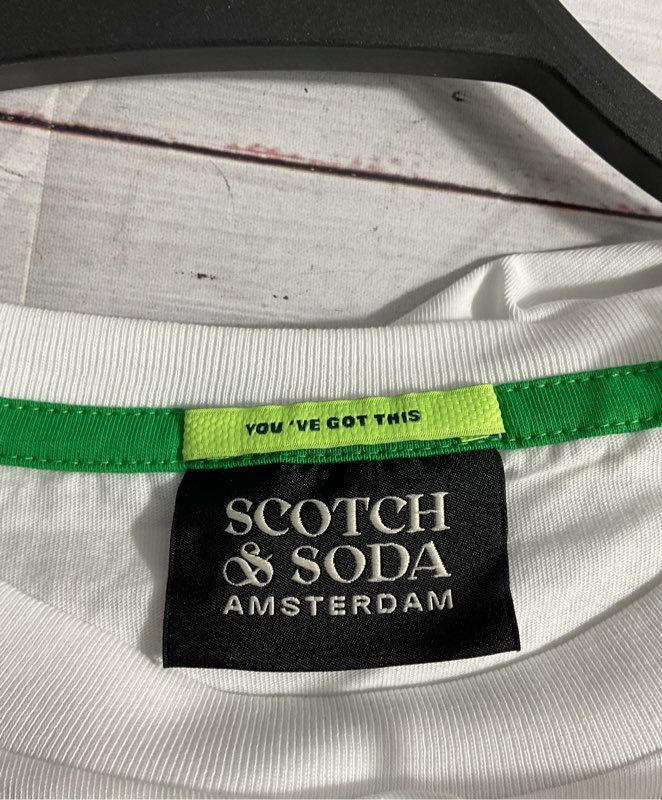 YOU 'VE GOT THIS
SCOTCH
& SODA
AMSTERDAM